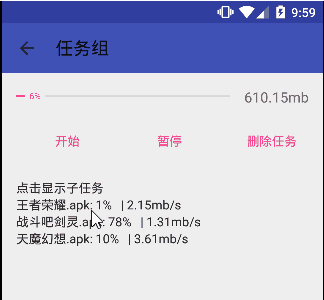 9:59
任务组
6%
610.15mb
开始 暂停 删除任务
点击显示子任务
王者荣耀.apk: 1% | 2.15mb/s
战斗吧剑灵.apk: 78% | 1.31mb/s
天魔幻想.apk: 10% | 3.61mb/s